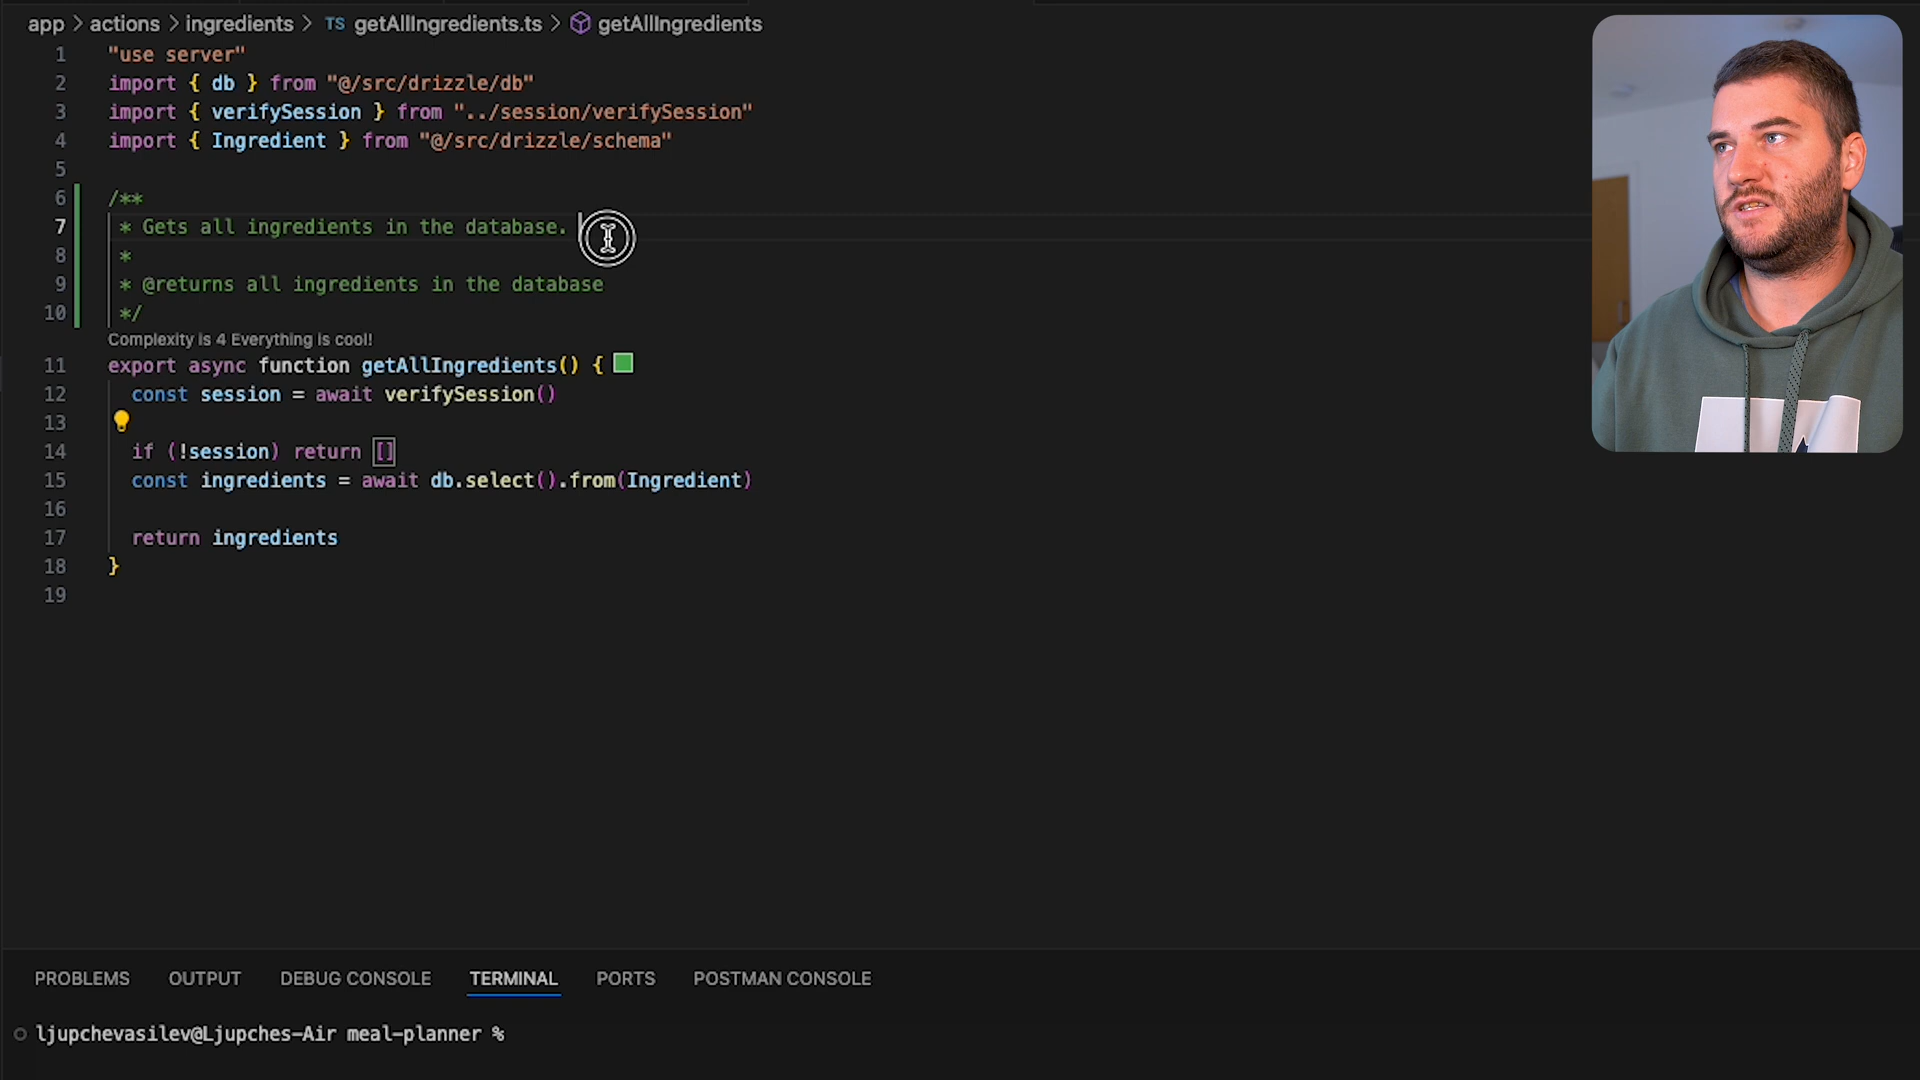 app > actions > ingredients > TS getAllIngredients.ts > getAllIngredients
1 "use server"
2 import { db } from "@/src/drizzle/db"
3 import { verifySession } from "../session/verifySession"
4 import { Ingredient } from "@/src/drizzle/schema"
5
6 /**
7 * Gets all ingredients in the database.
8 *
9 * @returns all ingredients in the database
10 */
Complexity is 4 Everything is cool!
11 export async function getAllIngredients() {
12 const session = await verifySession()
13
14 if (!session) return []
15 const ingredients = await db.select().from(Ingredient)
16
17 return ingredients
18 }
19
PROBLEMS OUTPUT DEBUG CONSOLE TERMINAL PORTS POSTMAN CONSOLE
ljupchevasilev@Ljupches-Air meal-planner %